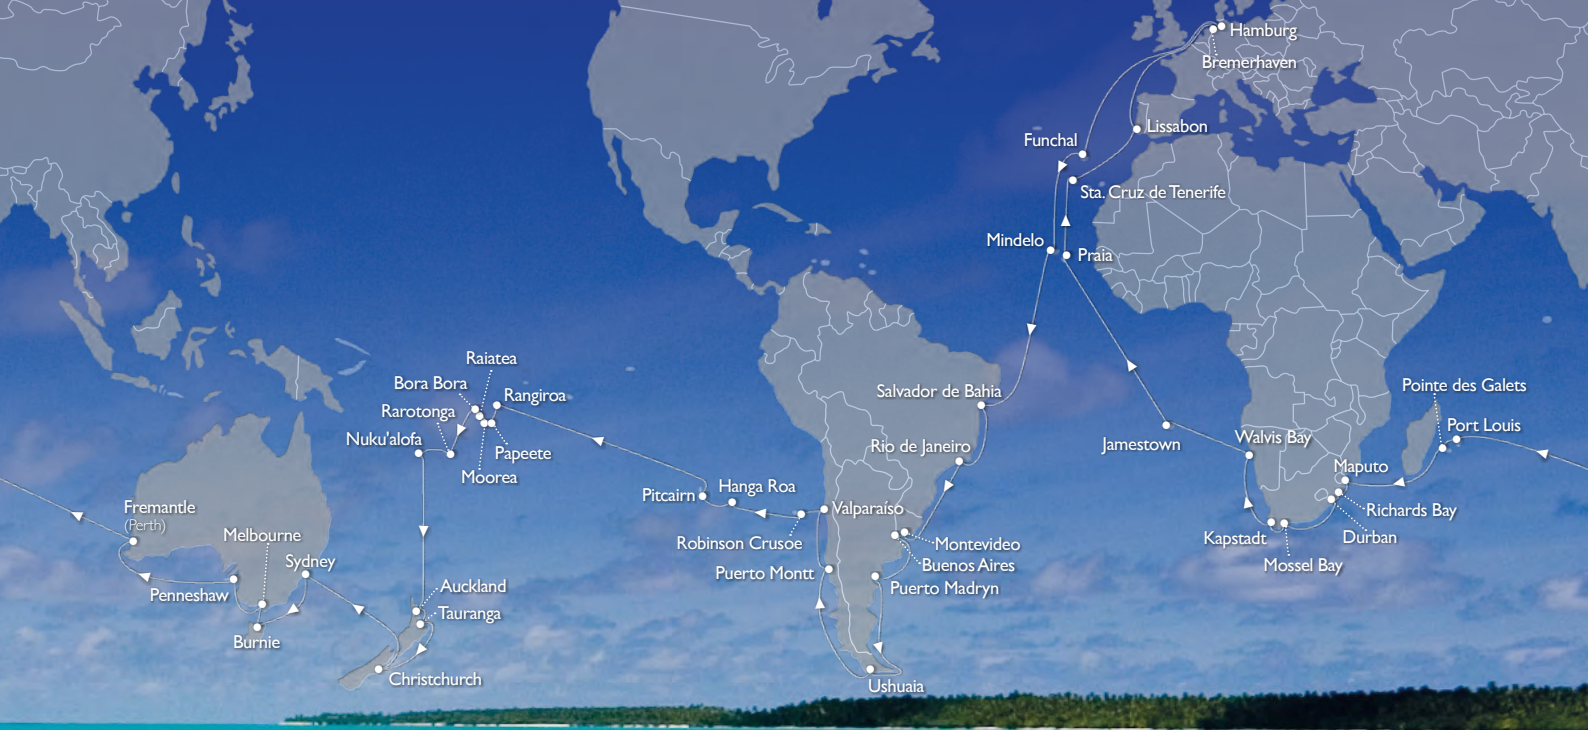 Hamburg
Bremerhaven
Lissabon
Funchal
Sta. Cruz de Tenerife
Mindelo
Praia
Raiatea
Bora Bora
Rangiroa
Rarotonga
Nuku'alofa
Papeete
Moorea
Salvador de Bahia
Pointe des Galets
Port Louis
Rio de Janeiro
Jamestown
Walvis Bay
Maputo
Pitcairn
Hanga Roa
Valparaíso
Richards Bay
Fremantle
(Perth)
Melbourne
Robinson Crusoe
Montevideo
Kapstadt
Durban
Sydney
Buenos Aires
Mossel Bay
Puerto Montt
Puerto Madryn
Penneshaw
Auckland
Tauranga
Burnie
Christchurch
Ushuaia